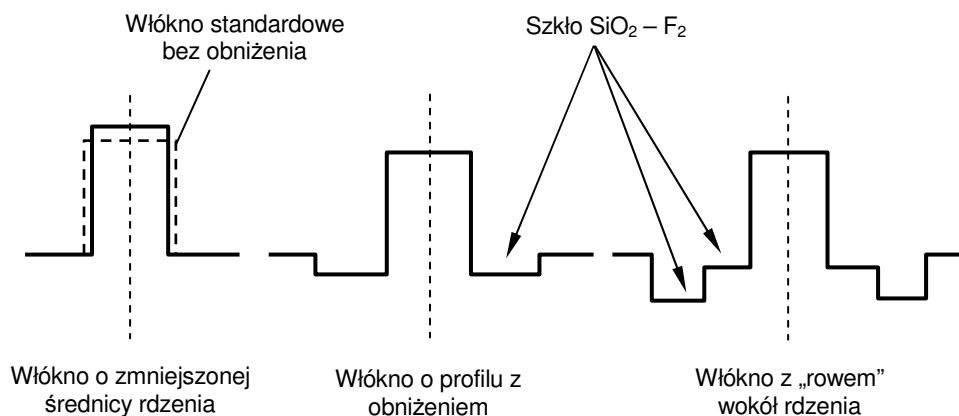 Włókno standardowe
bez obniżenia
Szkło SiO₂ – F₂
Włókno o zmniejszonej
średnicy rdzenia
Włókno o profilu z
obniżeniem
Włókno z „rowem”
wokół rdzenia